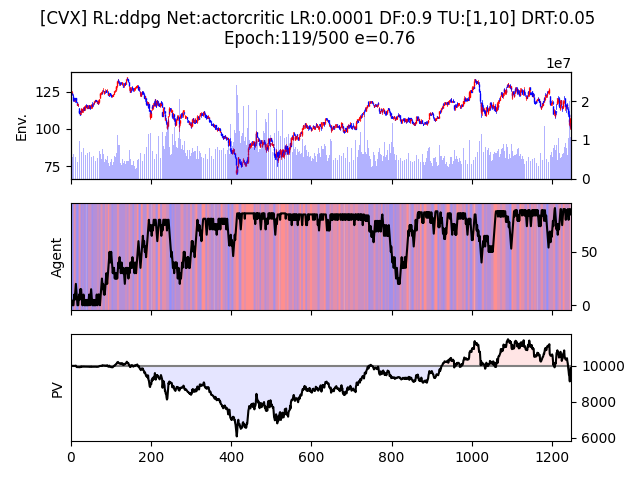 [CVX] RL:ddpg Net:actorcritic LR:0.0001 DF:0.9 TU:[1,10] DRT:0.05
Epoch:119/500 e=0.76
1e7
125
100
75
Env.
2
1
0
Agent
50
0
PV
10000
8000
6000
0 200 400 600 800 1000 1200